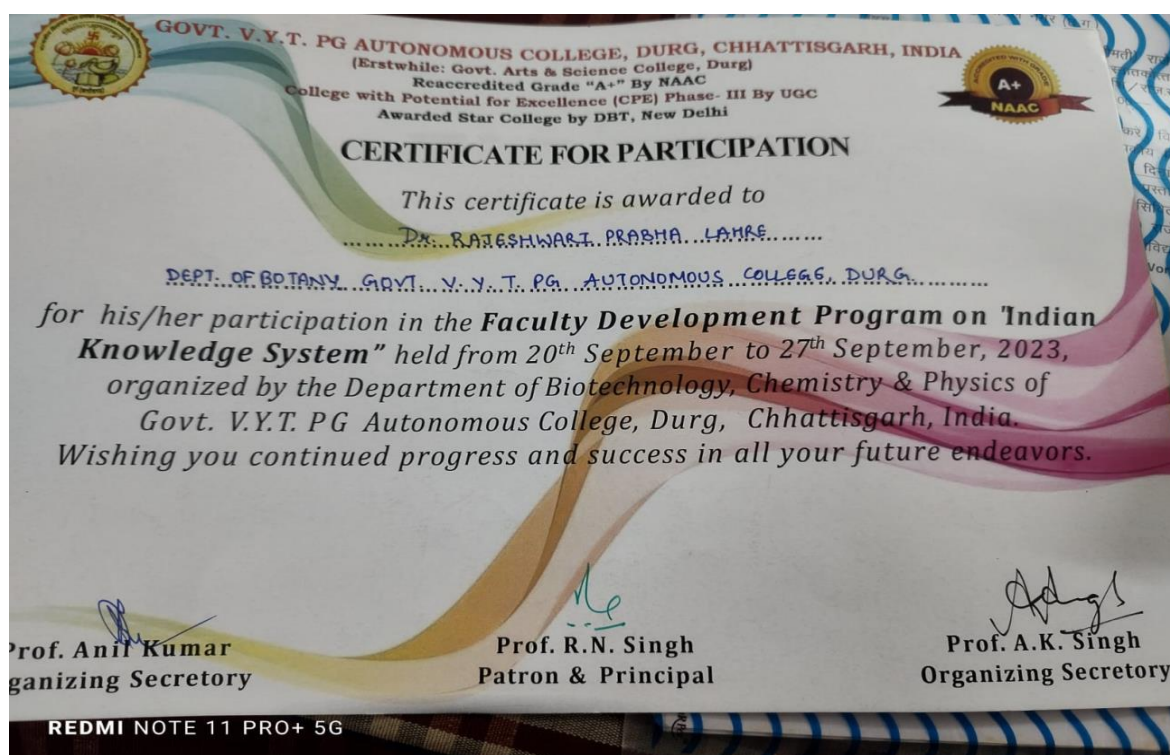 GOVT. V.Y.T. PG AUTONOMOUS COLLEGE, DURG, CHHATTISGARH, INDIA
(Erstwhile: Govt. Arts & Science College, Durg)
Reaccredited Grade "A+" By NAAC
College with Potential for Excellence (CPE) Phase- III By UGC
Awarded Star College by DBT, New Delhi
ACCREDITED WITH GRADE
A+
NAAC
CERTIFICATE FOR PARTICIPATION
This certificate is awarded to
Dr. RAJESHWARI PRABHA LAHRE
DEPT. OF BOTANY GOVT. V. Y. T. PG AUTONOMOUS COLLEGE, DURG.
for his/her participation in the Faculty Development Program on "Indian
Knowledge System" held from 20th September to 27th September, 2023,
organized by the Department of Biotechnology, Chemistry & Physics of
Govt. V.Y.T. PG Autonomous College, Durg, Chhattisgarh, India.
Wishing you continued progress and success in all your future endeavors.
Prof. Anil Kumar
ganizing Secretory
Prof. R.N. Singh
Patron & Principal
Prof. A.K. Singh
Organizing Secretory
REDMI NOTE 11 PRO+ 5G